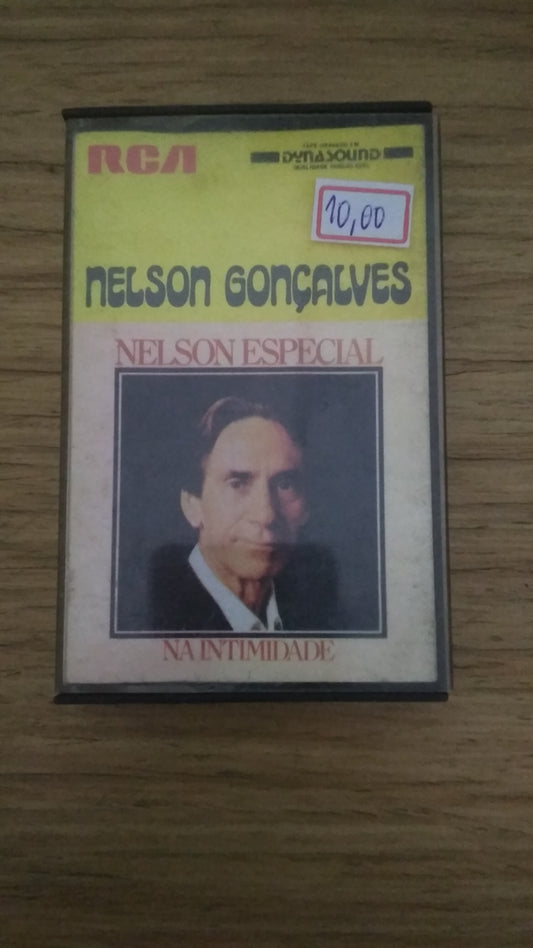 RCA
DYNASOUND
10,00
NELSON GONÇALVES
NELSON ESPECIAL
NA INTIMIDADE